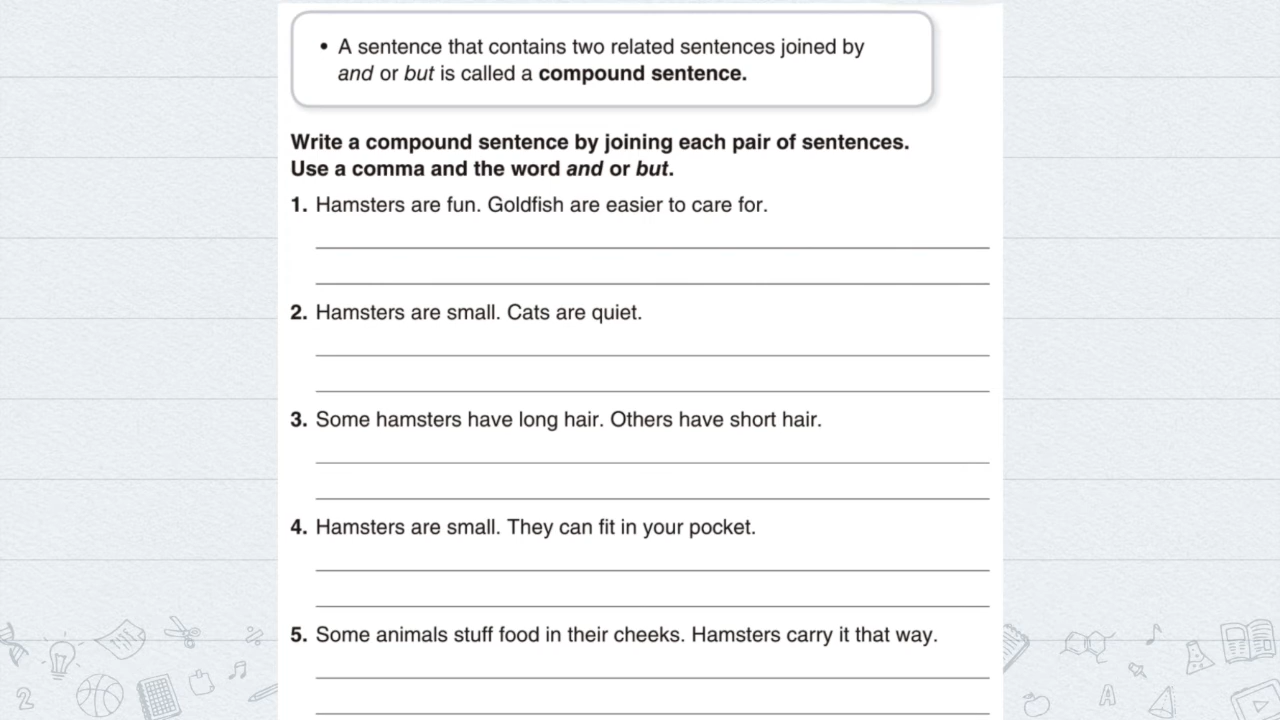 • A sentence that contains two related sentences joined by
and or but is called a compound sentence.
Write a compound sentence by joining each pair of sentences.
Use a comma and the word and or but.
1. Hamsters are fun. Goldfish are easier to care for.
2. Hamsters are small. Cats are quiet.
3. Some hamsters have long hair. Others have short hair.
4. Hamsters are small. They can fit in your pocket.
5. Some animals stuff food in their cheeks. Hamsters carry it that way.
2
A